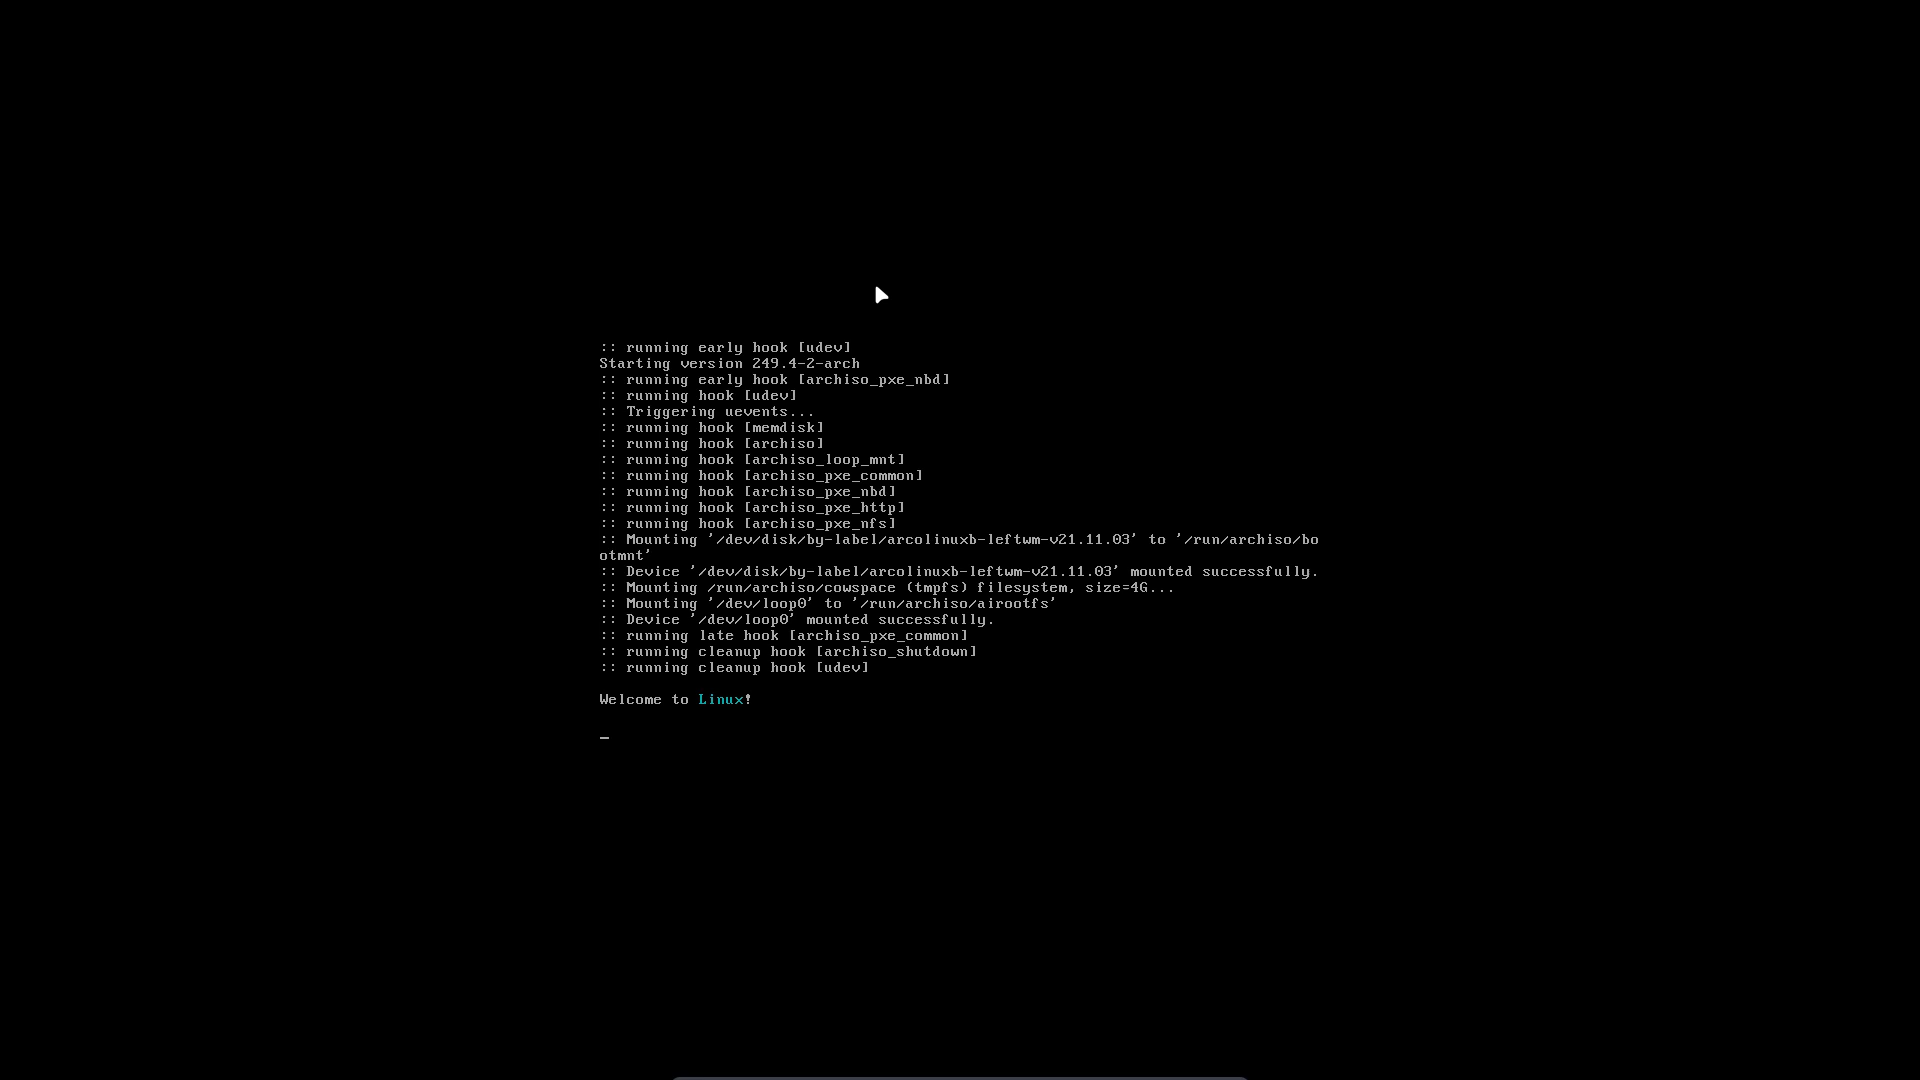 :: running early hook [udev]
Starting version 249.4-2-arch
:: running early hook [archiso_pxe_nbd]
:: running hook [udev]
:: Triggering uevents...
:: running hook [memdisk]
:: running hook [archiso]
:: running hook [archiso_loop_mnt]
:: running hook [archiso_pxe_common]
:: running hook [archiso_pxe_nbd]
:: running hook [archiso_pxe_http]
:: running hook [archiso_pxe_nfs]
:: Mounting '/dev/disk/by-label/arcolinuxb-leftwm-v21.11.03' to '/run/archiso/bo
otmnt'
:: Device '/dev/disk/by-label/arcolinuxb-leftwm-v21.11.03' mounted successfully.
:: Mounting /run/archiso/cowspace (tmpfs) filesystem, size=4G...
:: Mounting '/dev/loop0' to '/run/archiso/airootfs'
:: Device '/dev/loop0' mounted successfully.
:: running late hook [archiso_pxe_common]
:: running cleanup hook [archiso_shutdown]
:: running cleanup hook [udev]
Welcome to Linux!